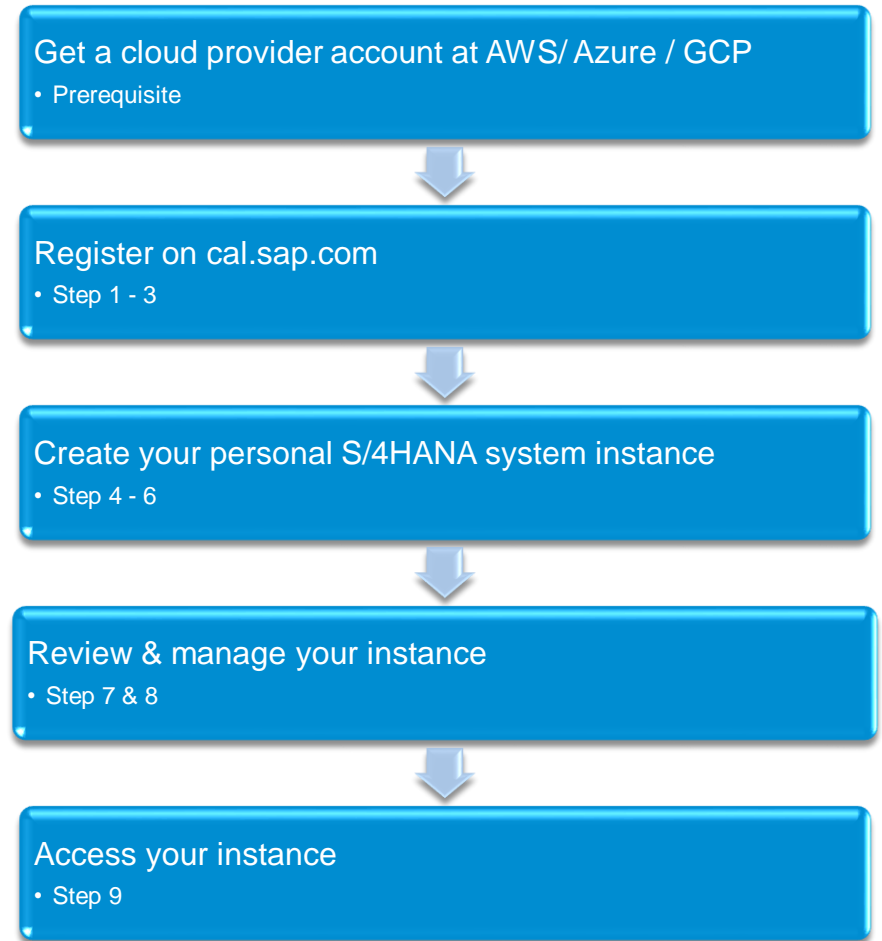 Get a cloud provider account at AWS/ Azure / GCP
• Prerequisite
Register on cal.sap.com
• Step 1 - 3
Create your personal S/4HANA system instance
• Step 4 - 6
Review & manage your instance
• Step 7 & 8
Access your instance
• Step 9